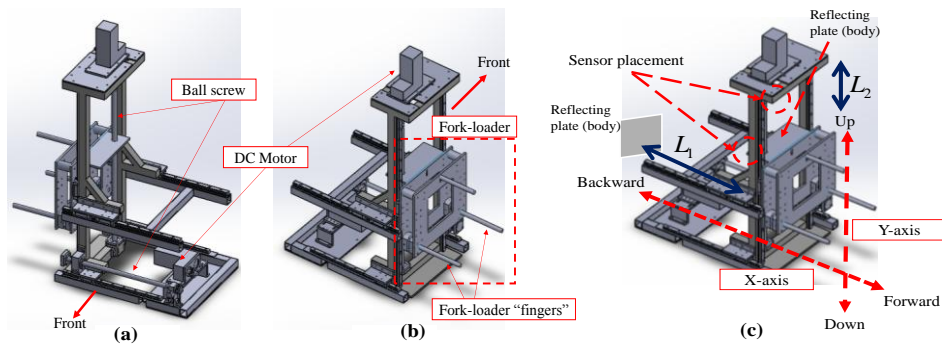 Ball screw
DC Motor
Front
(a)
Front
Fork-loader
Fork-loader "fingers"
(b)
Reflecting
plate (body)
Sensor placement
Reflecting
plate (body)
L1
L2
Up
Backward
Y-axis
X-axis
Forward
Down
(c)